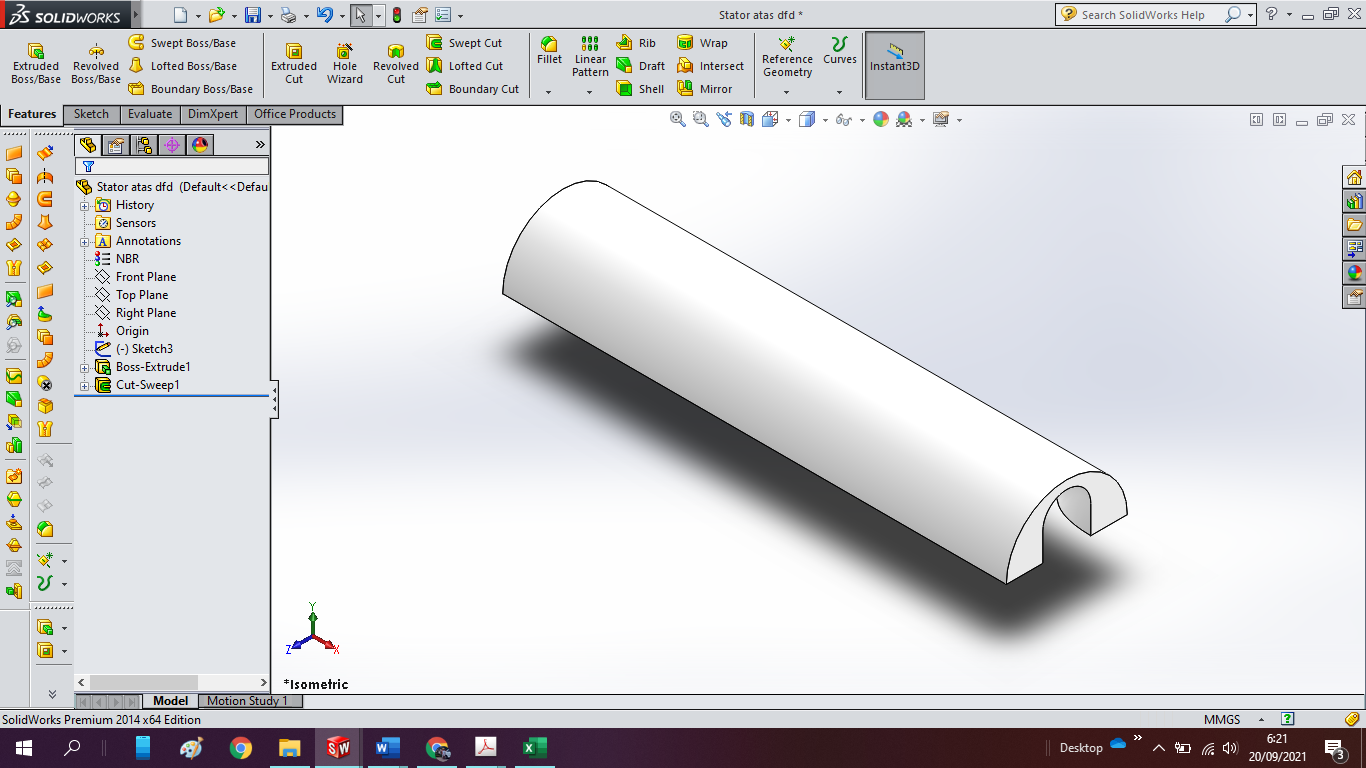 SOLIDWORKS
Stator atas dfd *
Search SolidWorks Help
Extruded Boss/Base
Revolved Boss/Base
Swept Boss/Base
Lofted Boss/Base
Boundary Boss/Base
Extruded Cut
Hole Wizard
Revolved Cut
Swept Cut
Lofted Cut
Boundary Cut
Fillet
Linear Pattern
Rib
Draft
Shell
Wrap
Intersect
Mirror
Reference Geometry
Curves
Instant3D
Features
Sketch
Evaluate
DimXpert
Office Products
Stator atas dfd (Default<<Defau
History
Sensors
Annotations
NBR
Front Plane
Top Plane
Right Plane
Origin
(-) Sketch3
Boss-Extrude1
Cut-Sweep1
Y
Z
X
*Isometric
Model
Motion Study 1
SolidWorks Premium 2014 x64 Edition
MMGS
Desktop
6:21
20/09/2021
3